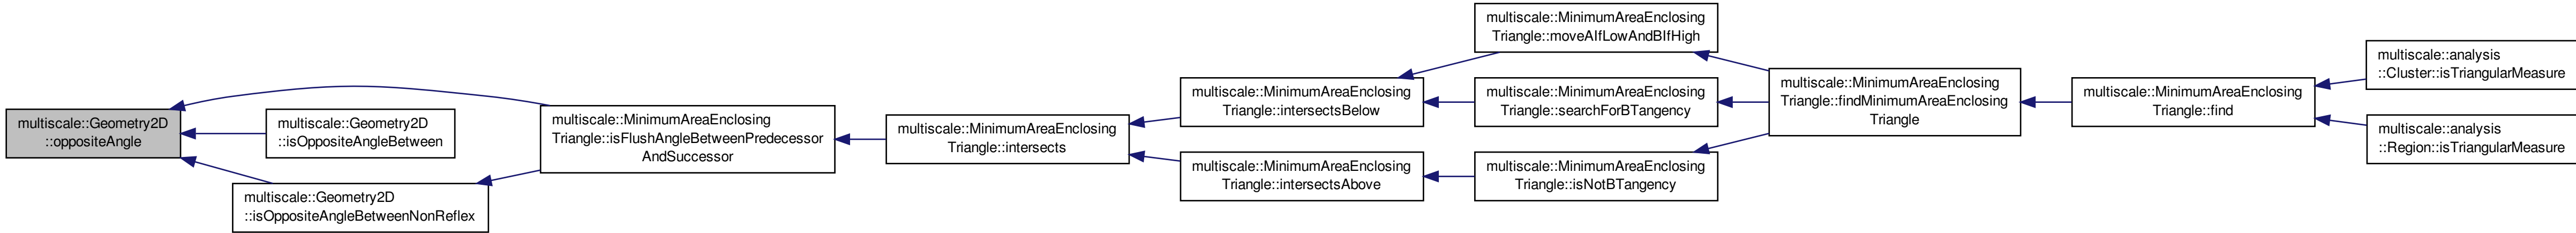 multiscale::Geometry2D
::oppositeAngle
multiscale::Geometry2D
::isOppositeAngleBetween
multiscale::Geometry2D
::isOppositeAngleBetweenNonReflex
multiscale::MinimumAreaEnclosing
Triangle::isFlushAngleBetweenPredecessor
AndSuccessor
multiscale::MinimumAreaEnclosing
Triangle::intersects
multiscale::MinimumAreaEnclosing
Triangle::intersectsBelow
multiscale::MinimumAreaEnclosing
Triangle::intersectsAbove
multiscale::MinimumAreaEnclosing
Triangle::moveAIfLowAndBIfHigh
multiscale::MinimumAreaEnclosing
Triangle::searchForBTangency
multiscale::MinimumAreaEnclosing
Triangle::isNotBTangency
multiscale::MinimumAreaEnclosing
Triangle::findMinimumAreaEnclosing
Triangle
multiscale::MinimumAreaEnclosing
Triangle::find
multiscale::analysis
::Cluster::isTriangularMeasure
multiscale::analysis
::Region::isTriangularMeasure